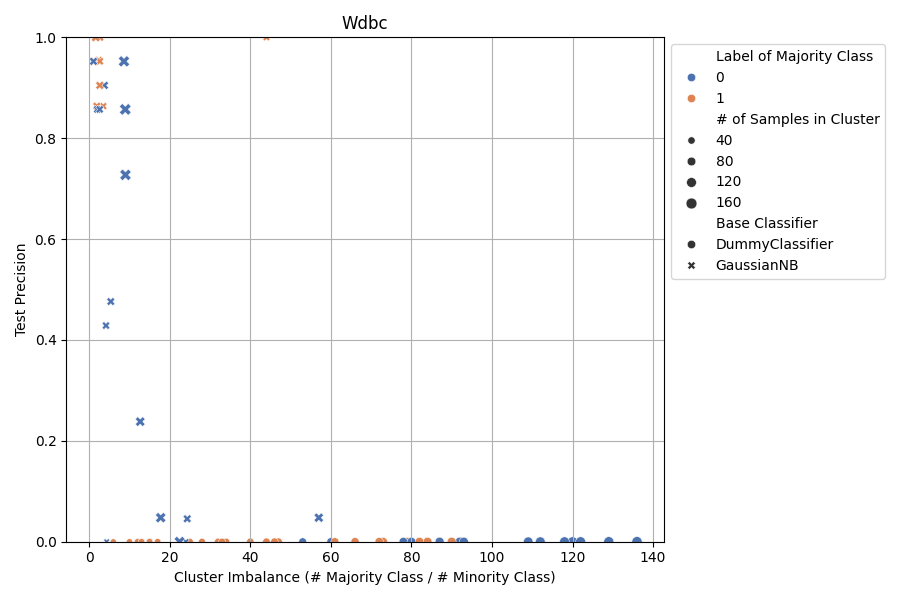 Wdbc
1.0
0.8
0.6
0.4
0.2
0.0
Test Precision
0 20 40 60 80 100 120 140
Cluster Imbalance (# Majority Class / # Minority Class)
Label of Majority Class
0
1
# of Samples in Cluster
40
80
120
160
Base Classifier
DummyClassifier
GaussianNB